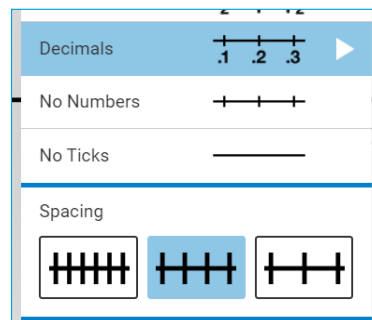 Decimals
.1 .2 .3
No Numbers
No Ticks
Spacing